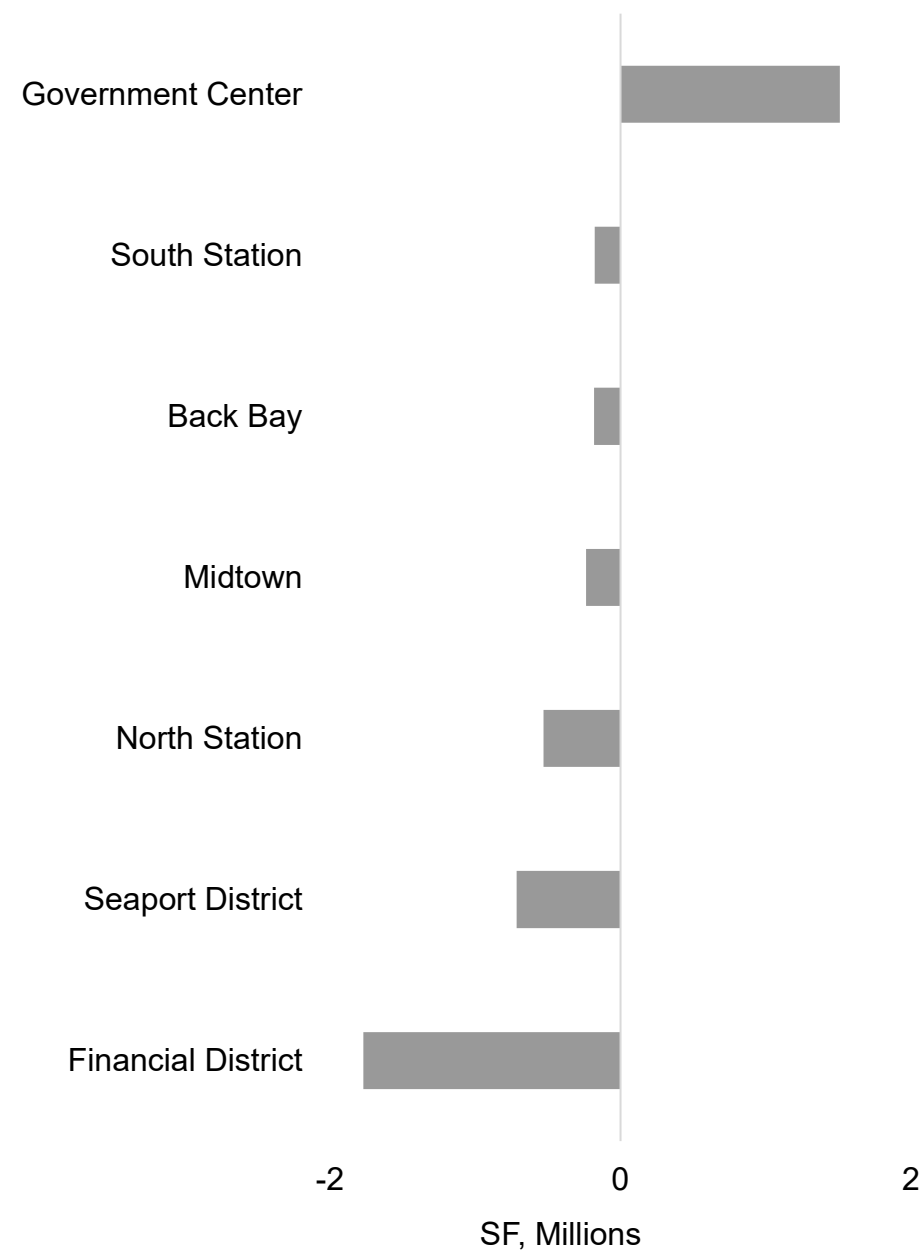 Government Center
South Station
Back Bay
Midtown
North Station
Seaport District
Financial District
-2 0 2
SF, Millions